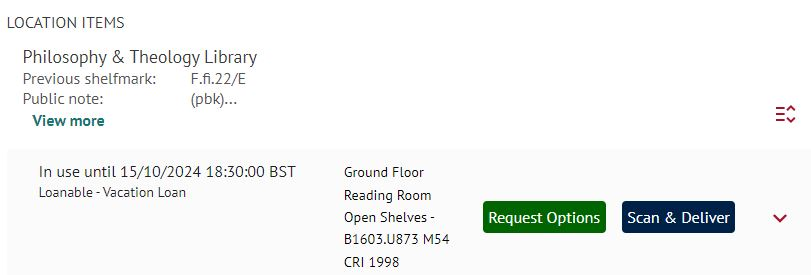 LOCATION ITEMS
Philosophy & Theology Library
Previous shelfmark: F.fi.22/E
Public note: (pbk)...
View more
In use until 15/10/2024 18:30:00 BST
Loanable - Vacation Loan
Ground Floor
Reading Room
Open Shelves -
B1603.U873 M54
CRI 1998
Request Options
Scan & Deliver